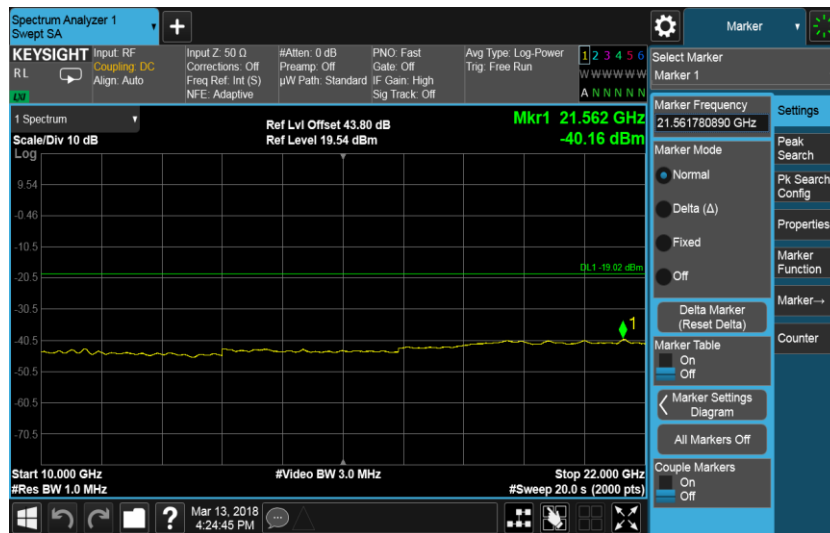 Spectrum Analyzer 1
Swept SA
+
Marker
KEYSIGHT
RL
LXI
Input: RF
Coupling: DC
Align: Auto
Input Z: 50 Ω
Corrections: Off
Freq Ref: Int (S)
NFE: Adaptive
#Atten: 0 dB
Preamp: Off
µW Path: Standard
PNO: Fast
Gate: Off
IF Gain: High
Sig Track: Off
Avg Type: Log-Power
Trig: Free Run
1 2 3 4 5 6
W W W W W W
A N N N N N
1 Spectrum
Scale/Div 10 dB
Log
Ref Lvl Offset 43.80 dB
Ref Level 19.54 dBm
Mkr1 21.562 GHz
-40.16 dBm
9.54
-0.46
-10.5
-20.5
-30.5
-40.5
-50.5
-60.5
-70.5
DL1 -19.02 dBm
1
Start 10.000 GHz
#Res BW 1.0 MHz
#Video BW 3.0 MHz
Stop 22.000 GHz
#Sweep 20.0 s (2000 pts)
Select Marker
Marker 1
Marker Frequency
21.561780890 GHz
Marker Mode
Normal
Delta (Δ)
Fixed
Off
Delta Marker
(Reset Delta)
Marker Table
On
Off
Marker Settings
Diagram
All Markers Off
Couple Markers
On
Off
Settings
Peak
Search
Pk Search
Config
Properties
Marker
Function
Marker→
Counter
?
Mar 13, 2018
4:24:45 PM